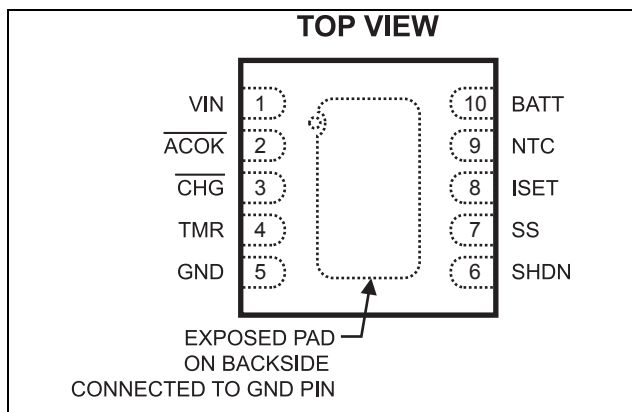 TOP VIEW
VIN 1 10 BATT
ACOK 2 9 NTC
CHG 3 8 ISET
TMR 4 7 SS
GND 5 6 SHDN
EXPOSED PAD
ON BACKSIDE
CONNECTED TO GND PIN